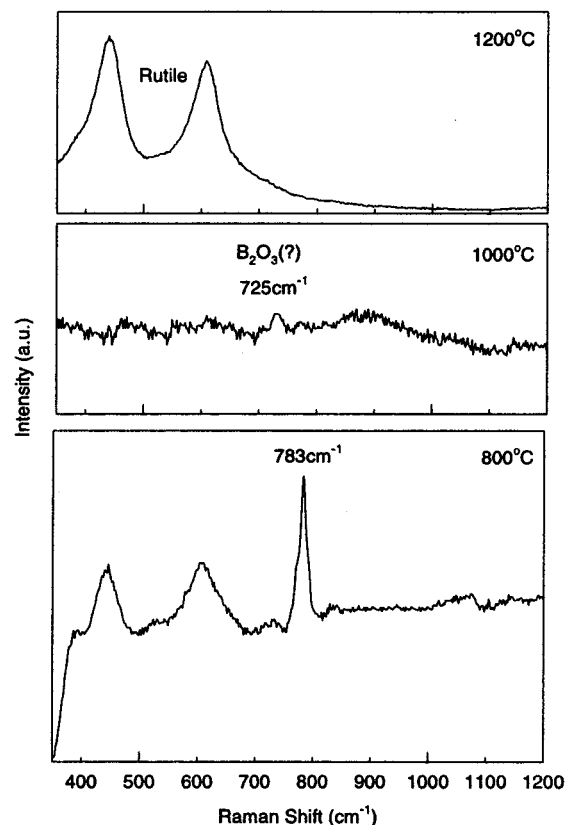 1200°C
Rutile
B₂O₃(?)
1000°C
725cm⁻¹
Intensity (a.u.)
783cm⁻¹
800°C
400 500 600 700 800 900 1000 1100 1200
Raman Shift (cm⁻¹)